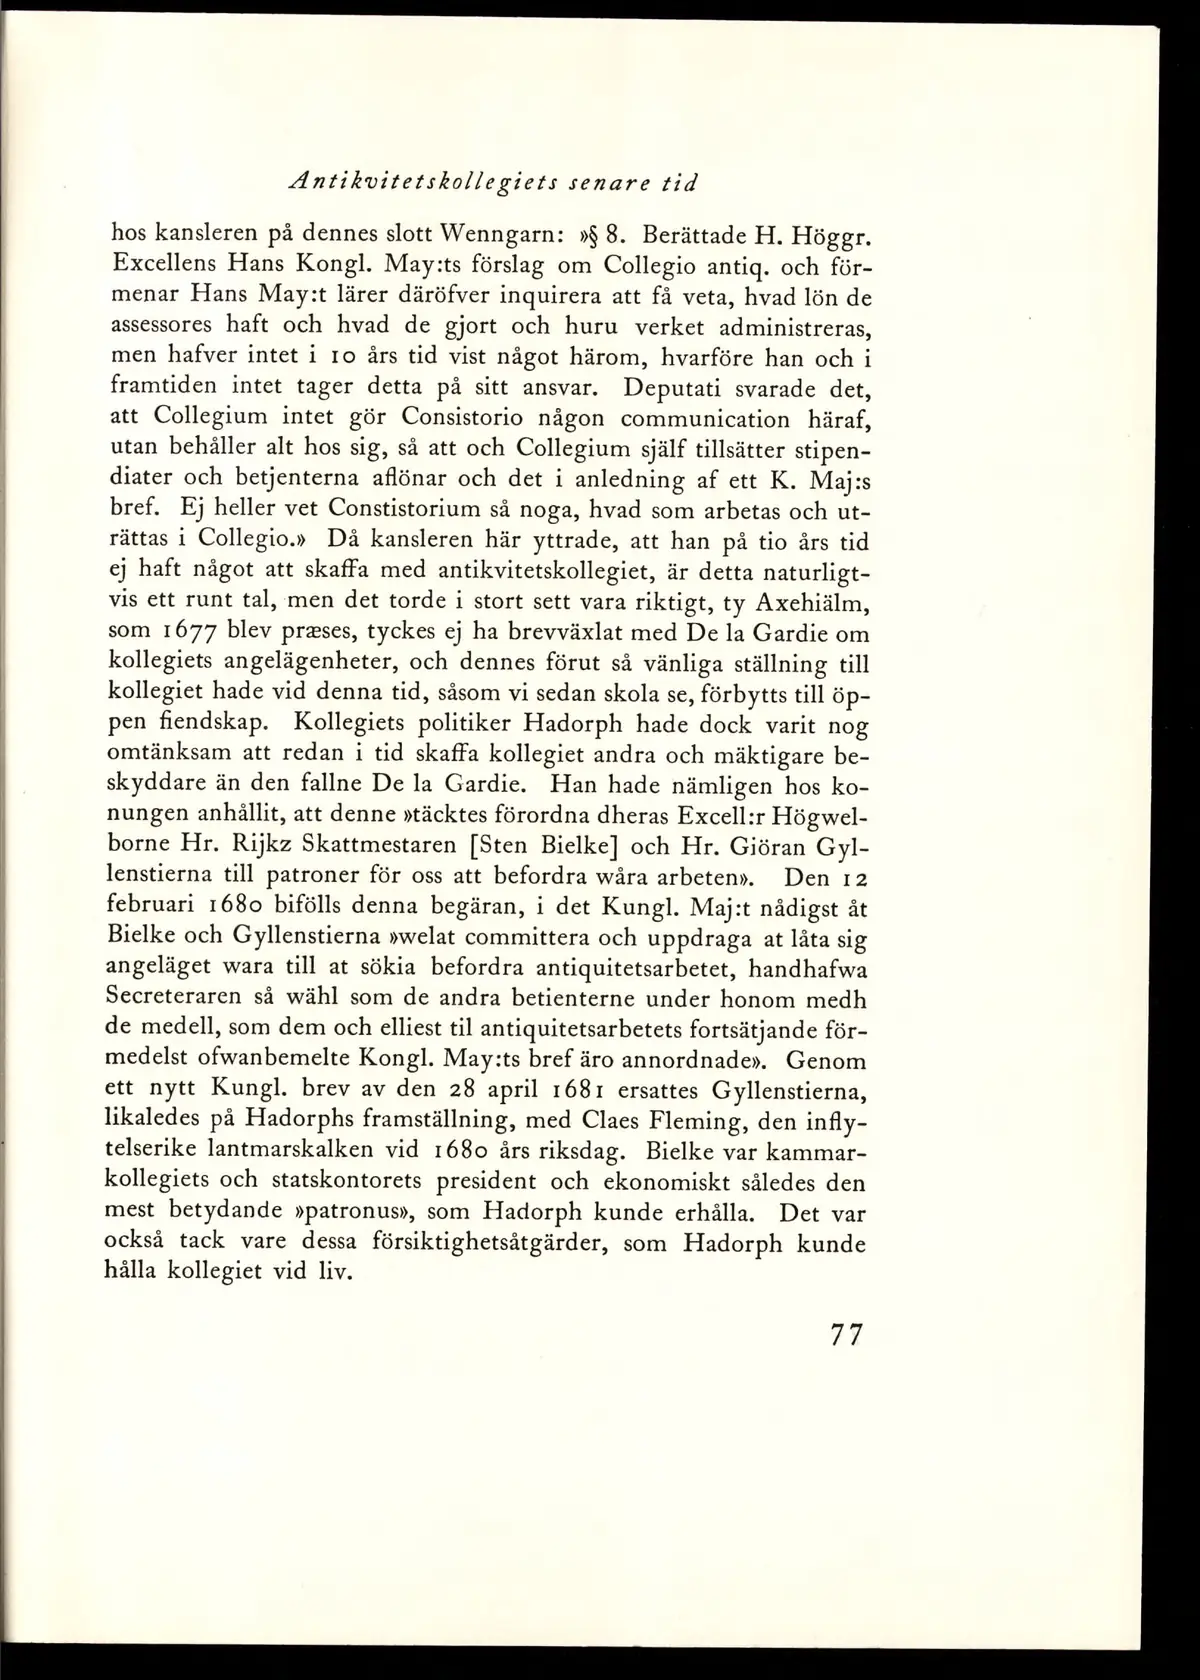 Antikvitetskollegiets senare tid
hos kansleren på dennes slott Wenngarn: »§ 8. Berättade H. Höggr.
Excellens Hans Kongl. May:ts förslag om Collegio antiq. och för-
menar Hans May:t lärer däröfver inquirera att få veta, hvad lön de
assessores haft och hvad de gjort och huru verket administreras,
men hafver intet i 10 års tid vist något härom, hvarföre han och i
framtiden intet tager detta på sitt ansvar. Deputati svarade det,
att Collegium intet gör Consistorio någon communication häraf,
utan behåller alt hos sig, så att och Collegium själf tillsätter stipen-
diater och betjenterna aflönar och det i anledning af ett K. Maj:s
bref. Ej heller vet Constistorium så noga, hvad som arbetas och ut-
rättas i Collegio.» Då kansleren här yttrade, att han på tio års tid
ej haft något att skaffa med antikvitetskollegiet, är detta naturligt-
vis ett runt tal, men det torde i stort sett vara riktigt, ty Axehiälm,
som 1677 blev præses, tyckes ej ha brevväxlat med De la Gardie om
kollegiets angelägenheter, och dennes förut så vänliga ställning till
kollegiet hade vid denna tid, såsom vi sedan skola se, förbytts till öp-
pen fiendskap. Kollegiets politiker Hadorph hade dock varit nog
omtänksam att redan i tid skaffa kollegiet andra och mäktigare be-
skyddare än den fallne De la Gardie. Han hade nämligen hos ko-
nungen anhållit, att denne »täcktes förordna dheras Excell:r Högwel-
borne Hr. Rijkz Skattmestaren [Sten Bielke] och Hr. Giöran Gyl-
lenstierna till patroner för oss att befordra wåra arbeten». Den 12
februari 1680 bifölls denna begäran, i det Kungl. Maj:t nådigst åt
Bielke och Gyllenstierna »welat committera och uppdraga at låta sig
angeläget wara till at sökia befordra antiquitetsarbetet, handhafwa
Secreteraren så wähl som de andra betienterne under honom medh
de medell, som dem och elliest til antiquitetsarbetets fortsätjande för-
medelst ofwanbemelte Kongl. May:ts bref äro annordnade». Genom
ett nytt Kungl. brev av den 28 april 1681 ersattes Gyllenstierna,
likaledes på Hadorphs framställning, med Claes Fleming, den infly-
telserike lantmarskalken vid 1680 års riksdag. Bielke var kammar-
kollegiets och statskontorets president och ekonomiskt således den
mest betydande »patronus», som Hadorph kunde erhålla. Det var
också tack vare dessa försiktighetsåtgärder, som Hadorph kunde
hålla kollegiet vid liv.
77